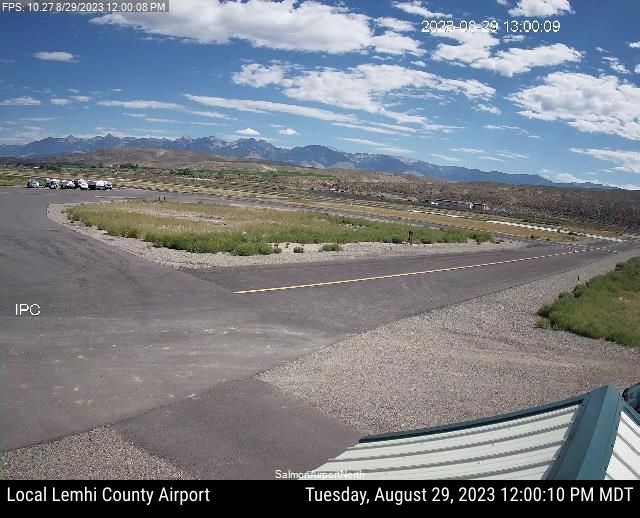 FPS: 10.27 8/29/2023 12:00:08 PM
2023-08-29 13:00:09
IPC
SalmonAirportNorth
Local Lemhi County Airport Tuesday, August 29, 2023 12:00:10 PM MDT